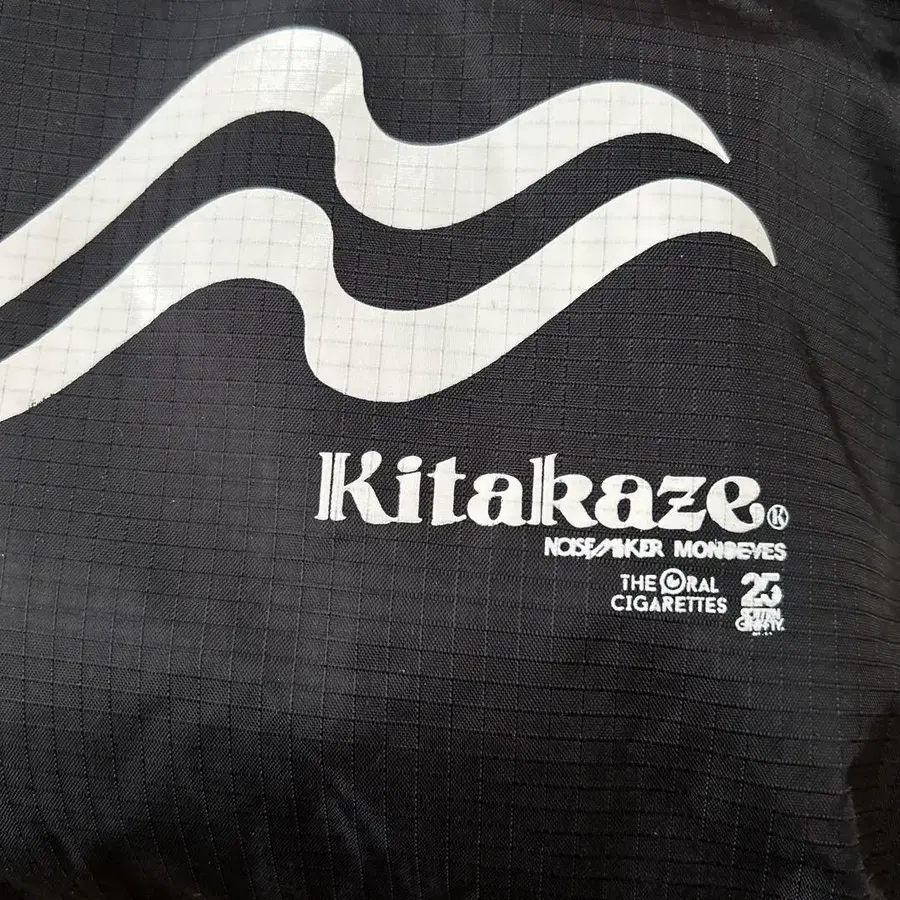 Kitakaze®
NOISEMAKER MONOEYES
THE ORAL 25
CIGARETTES